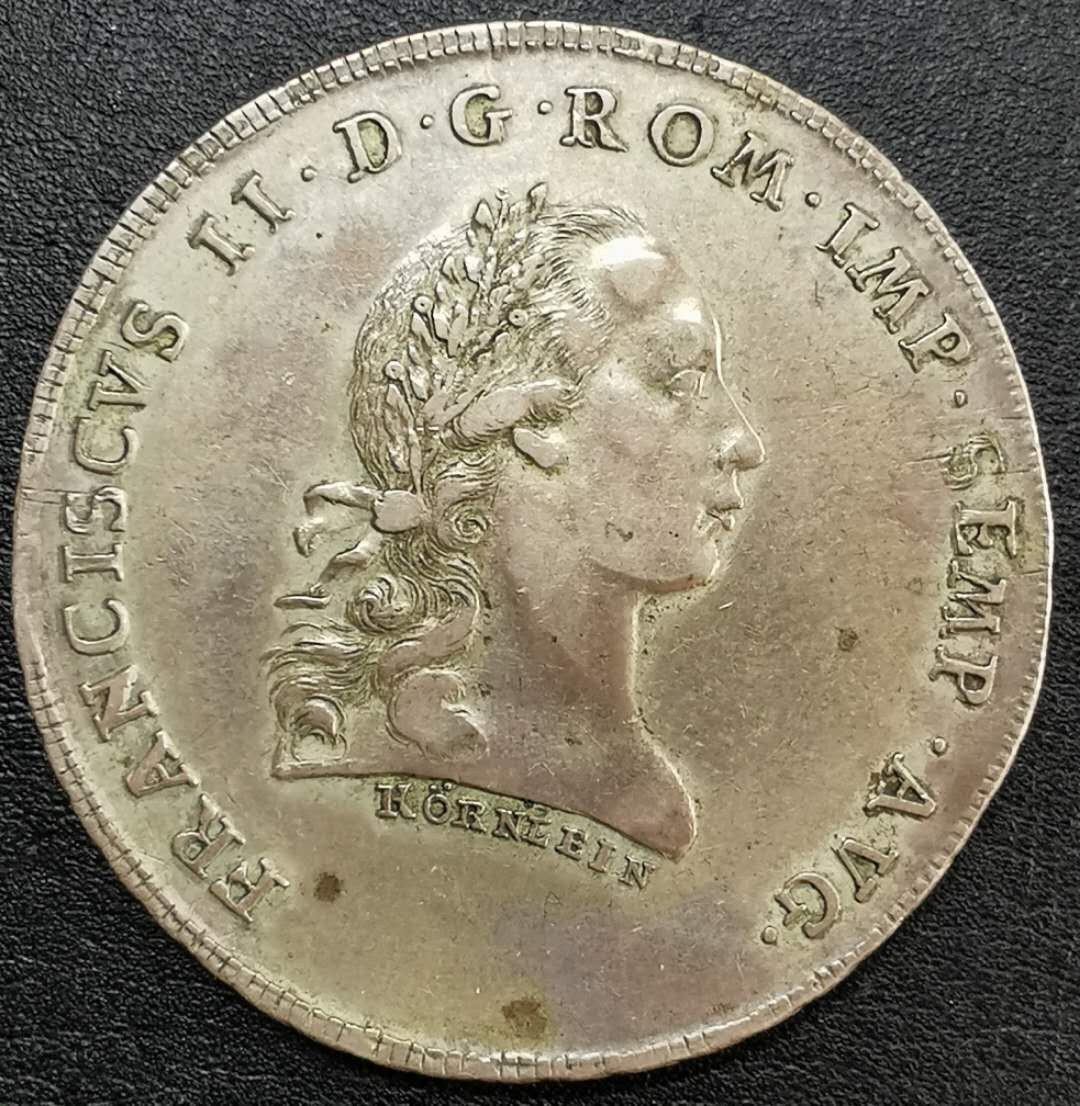 FRANCISCVS II · D · G · ROM · IMP · SEMP · AVG ·
HÖRNLEIN